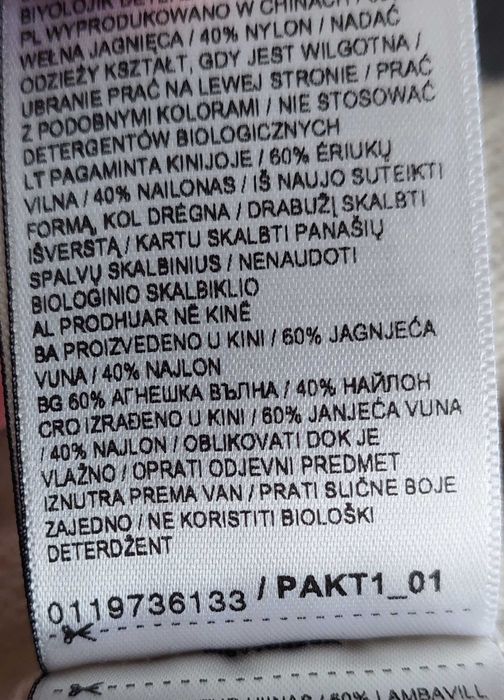 BIYOLOJIK
PL WYPRODUKOWANO W CHINACH /
WEŁNA JAGNIĘCA / 40% NYLON / NADAĆ
ODZIEŻY KSZTAŁT, GDY JEST WILGOTNA /
UBRANIE PRAĆ NA LEWEJ STRONIE / PRAĆ
Z PODOBNYMI KOLORAMI / NIE STOSOWAĆ
DETERGENTÓW BIOLOGICZNYCH
LT PAGAMINTA KINIJOJE / 60% ĖRIUKŲ
VILNA / 40% NAILONAS / IŠ NAUJO SUTEIKTI
FORMĄ, KOL DRĖGNA / DRABUŽĮ SKALBTI
IŠVERSTĄ / KARTU SKALBTI PANAŠIŲ
SPALVŲ SKALBINIUS / NENAUDOTI
BIOLOGINIO SKALBIKLIO
AL PRODHUAR NË KINË
BA PROIZVEDENO U KINI / 60% JAGNJEĆA
VUNA / 40% NAJLON
BG 60% АГНЕШКА ВЪЛНА / 40% НАЙЛОН
CRO IZRAĐENO U KINI / 60% JANJEĆA VUNA
/ 40% NAJLON / OBLIKOVATI DOK JE
VLAŽNO / OPRATI ODJEVNI PREDMET
IZNUTRA PREMA VAN / PRATI SLIČNE BOJE
ZAJEDNO / NE KORISTITI BIOLOŠKI
DETERDŽENT
0119736133 / PAKT1_01